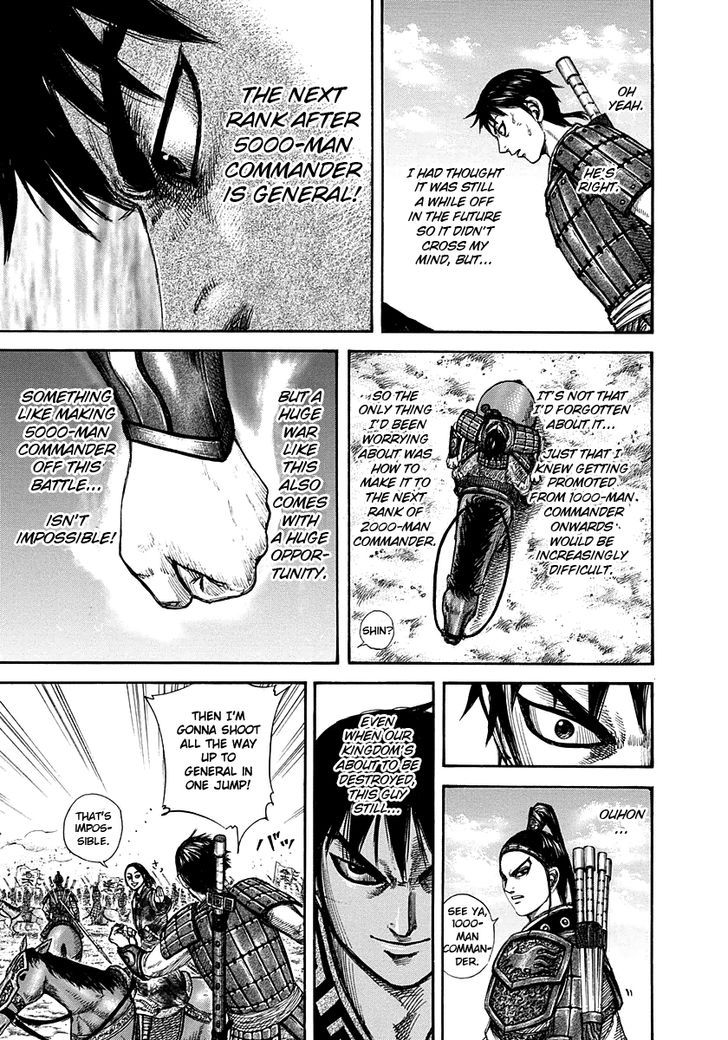 OH
YEAH.
HE'S
RIGHT.
I HAD THOUGHT
IT WAS STILL
A WHILE OFF
IN THE FUTURE
SO IT DIDN'T
CROSS MY
MIND, BUT...
THE NEXT
RANK AFTER
5000-MAN
COMMANDER
IS GENERAL!
IT'S NOT THAT
I'D FORGOTTEN
ABOUT IT...
JUST THAT I
KNEW GETTING
PROMOTED
FROM 1000-MAN
COMMANDER
ONWARDS
WOULD BE
INCREASINGLY
DIFFICULT.
SO THE
ONLY THING
I'D BEEN
WORRYING
ABOUT WAS
HOW TO
MAKE IT TO
THE NEXT
RANK OF
2000-MAN
COMMANDER.
SHIN?
BUT A
HUGE
WAR
LIKE
THIS
ALSO
COMES
WITH
A HUGE
OPPOR-
TUNITY.
SOMETHING
LIKE MAKING
5000-MAN
COMMANDER
OFF THIS
BATTLE...
ISN'T
IMPOSSIBLE!
OUHON
...
SEE YA,
1000-
MAN
COMMAN-
DER.
EVEN
WHEN OUR
KINGDOM'S
ABOUT TO BE
DESTROYED,
THIS GUY
STILL...
THEN I'M
GONNA SHOOT
ALL THE WAY
UP TO
GENERAL IN
ONE JUMP!
THAT'S
IMPOS-
SIBLE.